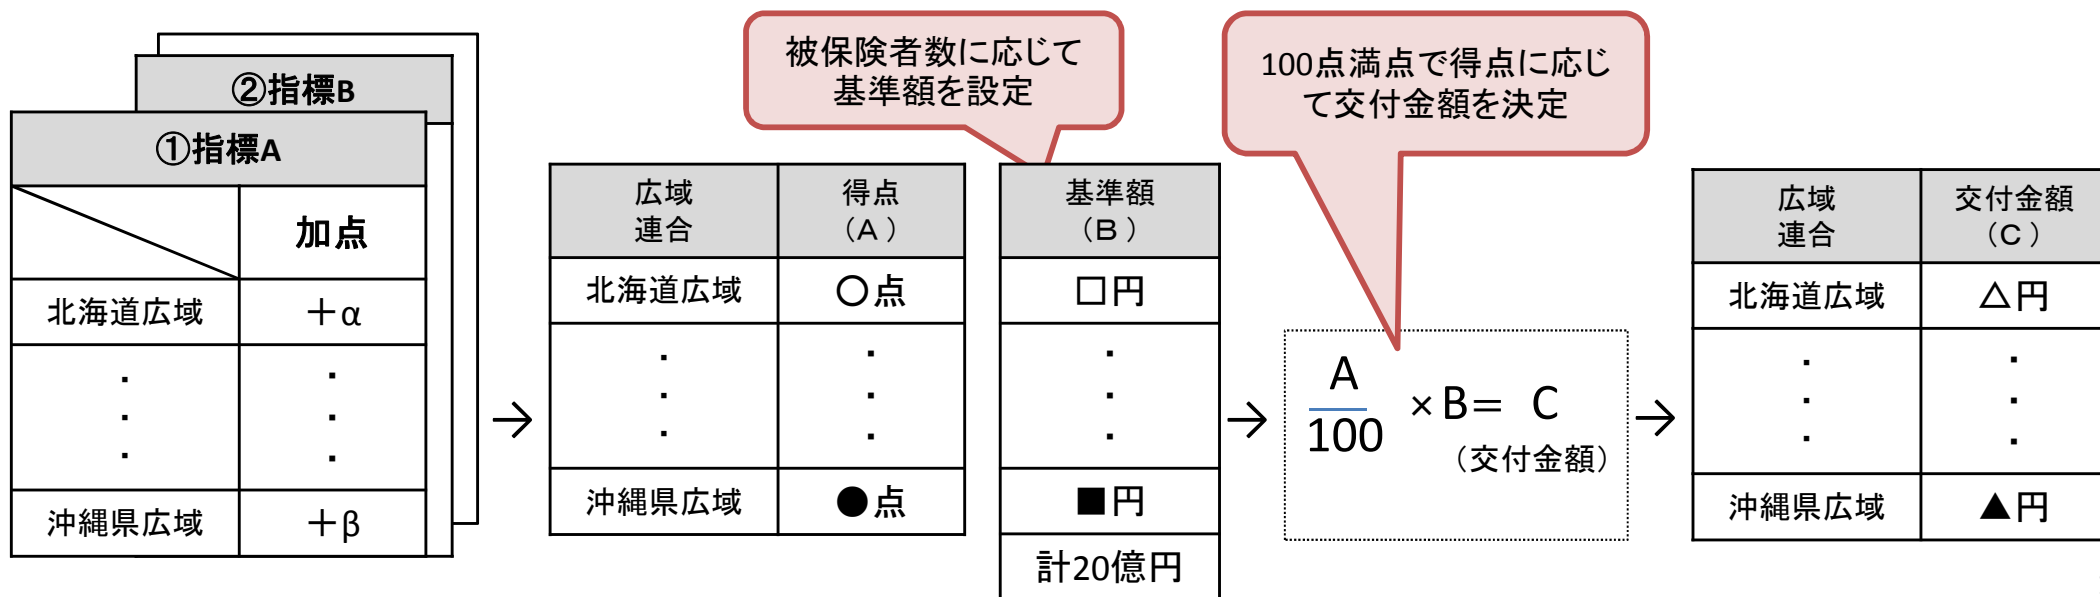 ②指標B
①指標A
加点
北海道広域
＋α
・
・
・
・
・
・
沖縄県広域
＋β
→
広域
連合
得点
（A）
北海道広域
○点
・
・
・
・
・
・
沖縄県広域
●点
被保険者数に応じて
基準額を設定
基準額
（B）
□円
・
・
・
■円
計20億円
→
100点満点で得点に応じ
て交付金額を決定
A
100
×B＝ C
（交付金額）
→
広域
連合
交付金額
（C）
北海道広域
△円
・
・
・
・
・
・
沖縄県広域
▲円